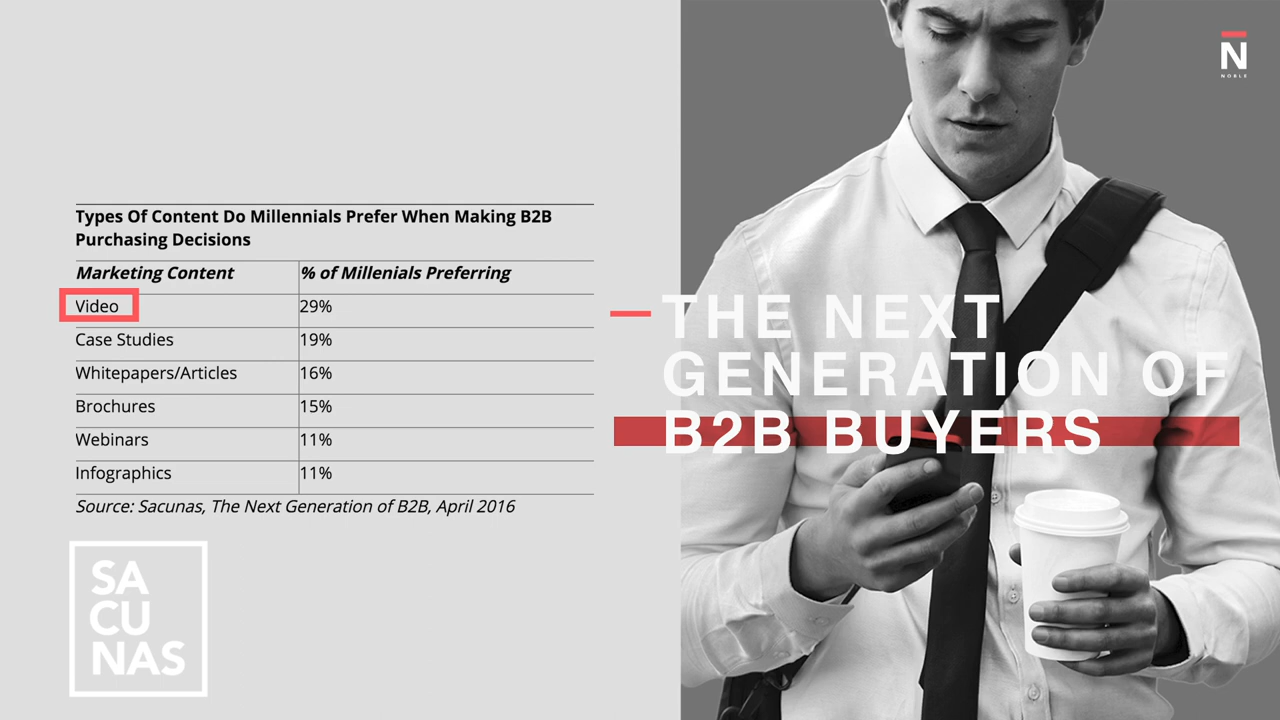 Types Of Content Do Millennials Prefer When Making B2B
Purchasing Decisions
Marketing Content % of Millenials Preferring
Video 29%
Case Studies 19%
Whitepapers/Articles 16%
Brochures 15%
Webinars 11%
Infographics 11%
Source: Sacunas, The Next Generation of B2B, April 2016
SA
CU
NAS
THE NEXT
GENERATION OF
B2B BUYERS
N
NOBLE